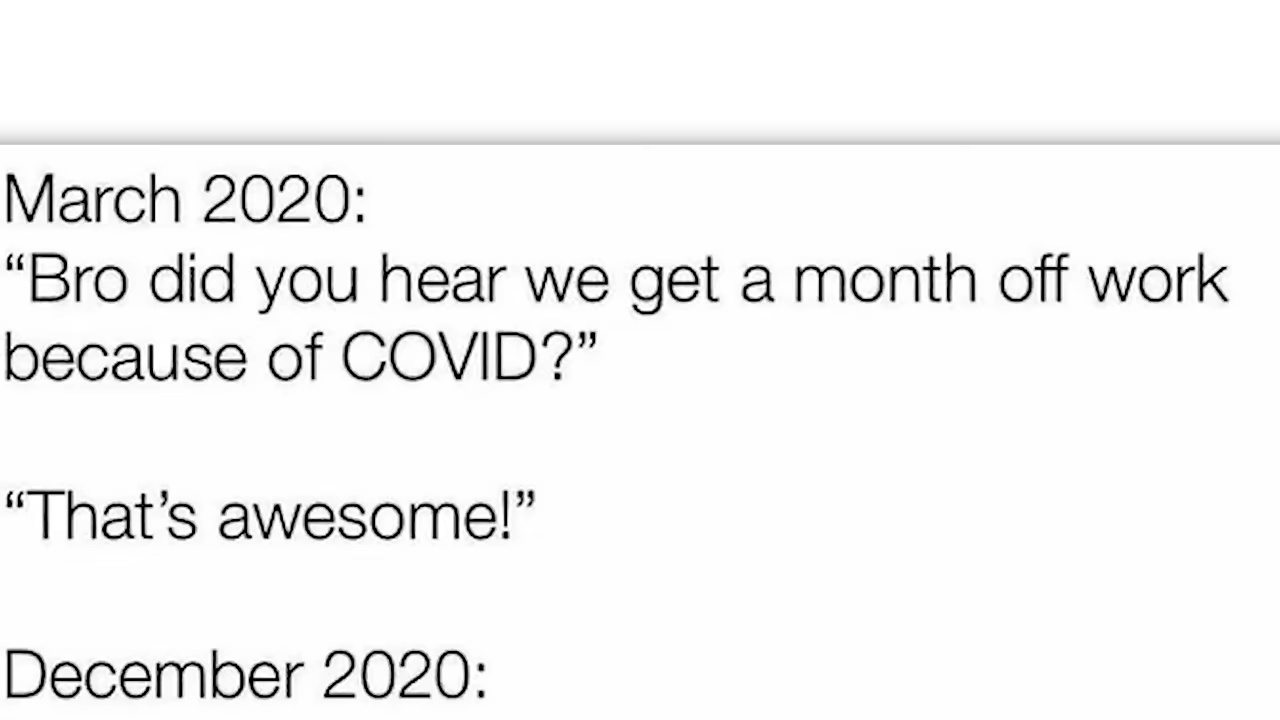 March 2020:
“Bro did you hear we get a month off work
because of COVID?”
“That’s awesome!”
December 2020: